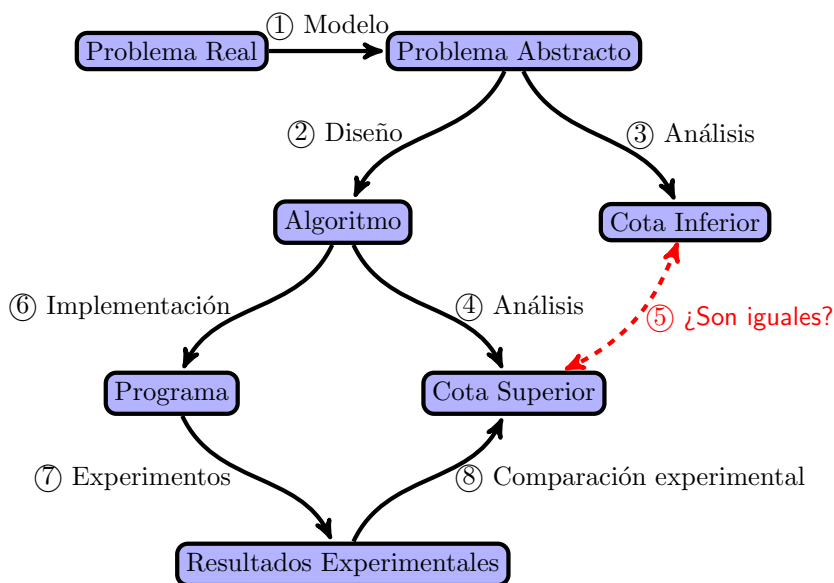 ① Modelo
Problema Real
Problema Abstracto
② Diseño
③ Análisis
Algoritmo
Cota Inferior
⑥ Implementación
④ Análisis
⑤ ¿Son iguales?
Programa
Cota Superior
⑦ Experimentos
⑧ Comparación experimental
Resultados Experimentales